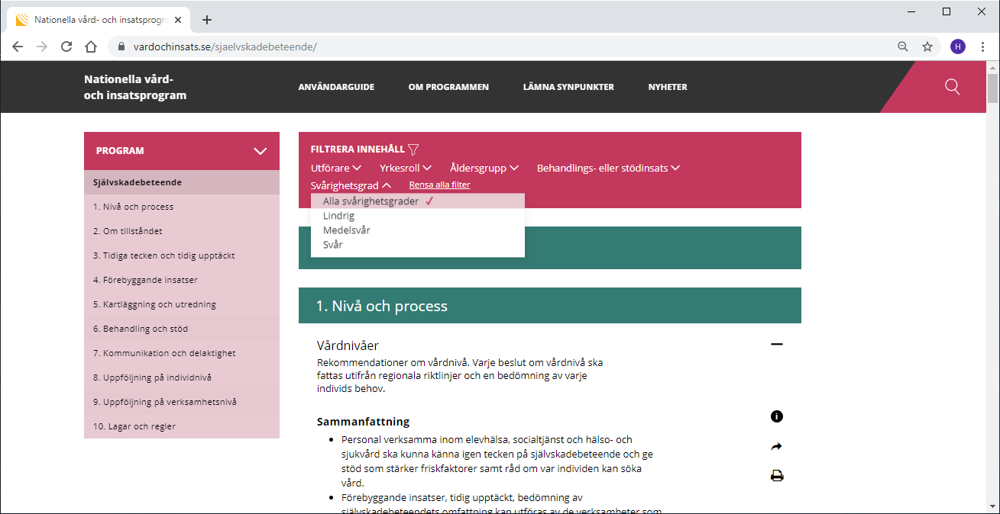 Nationella vård- och insatsprogra
vardochinsats.se/sjaelvskadebeteende/
H
Nationella vård-
och insatsprogram
ANVÄNDARGUIDE
OM PROGRAMMEN
LÄMNA SYNPUNKTER
NYHETER
PROGRAM
Självskadebeteende
1. Nivå och process
2. Om tillståndet
3. Tidiga tecken och tidig upptäckt
4. Förebyggande insatser
5. Kartläggning och utredning
6. Behandling och stöd
7. Kommunikation och delaktighet
8. Uppföljning på individnivå
9. Uppföljning på verksamhetsnivå
10. Lagar och regler
FILTRERA INNEHÅLL
Utförare Yrkesroll Åldersgrupp Behandlings- eller stödinsats
Svårighetsgrad Rensa alla filter
Alla svårighetsgrader
Lindrig
Medelsvår
Svår
1. Nivå och process
Vårdnivåer
Rekommendationer om vårdnivå. Varje beslut om vårdnivå ska
fattas utifrån regionala riktlinjer och en bedömning av varje
individs behov.
Sammanfattning
• Personal verksamma inom elevhälsa, socialtjänst och hälso- och
sjukvård ska kunna känna igen tecken på självskadebeteende och ge
stöd som stärker friskfaktorer samt råd om var individen kan söka
vård.
• Förebyggande insatser, tidig upptäckt, bedömning av
självskadebeteendets omfattning kan utföras av de verksamheter som